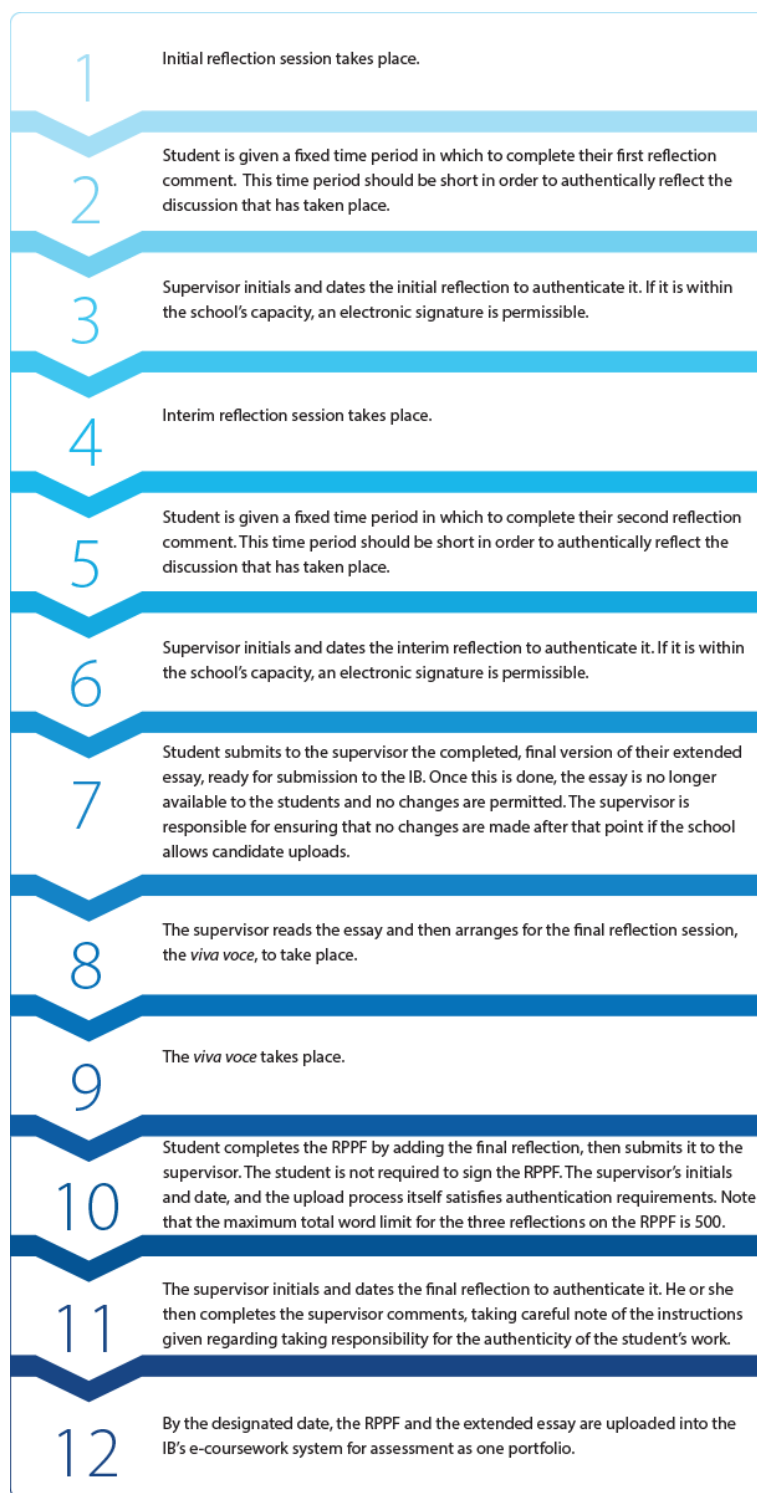 1
Initial reflection session takes place.
2
Student is given a fixed time period in which to complete their first reflection
comment. This time period should be short in order to authentically reflect the
discussion that has taken place.
3
Supervisor initials and dates the initial reflection to authenticate it. If it is within
the school's capacity, an electronic signature is permissible.
4
Interim reflection session takes place.
5
Student is given a fixed time period in which to complete their second reflection
comment. This time period should be short in order to authentically reflect the
discussion that has taken place.
6
Supervisor initials and dates the interim reflection to authenticate it. If it is within
the school's capacity, an electronic signature is permissible.
7
Student submits to the supervisor the completed, final version of their extended
essay, ready for submission to the IB. Once this is done, the essay is no longer
available to the students and no changes are permitted. The supervisor is
responsible for ensuring that no changes are made after that point if the school
allows candidate uploads.
8
The supervisor reads the essay and then arranges for the final reflection session,
the viva voce, to take place.
9
The viva voce takes place.
10
Student completes the RPPF by adding the final reflection, then submits it to the
supervisor. The student is not required to sign the RPPF. The supervisor's initials
and date, and the upload process itself satisfies authentication requirements. Note
that the maximum total word limit for the three reflections on the RPPF is 500.
11
The supervisor initials and dates the final reflection to authenticate it. He or she
then completes the supervisor comments, taking careful note of the instructions
given regarding taking responsibility for the authenticity of the student's work.
12
By the designated date, the RPPF and the extended essay are uploaded into the
IB's e-coursework system for assessment as one portfolio.